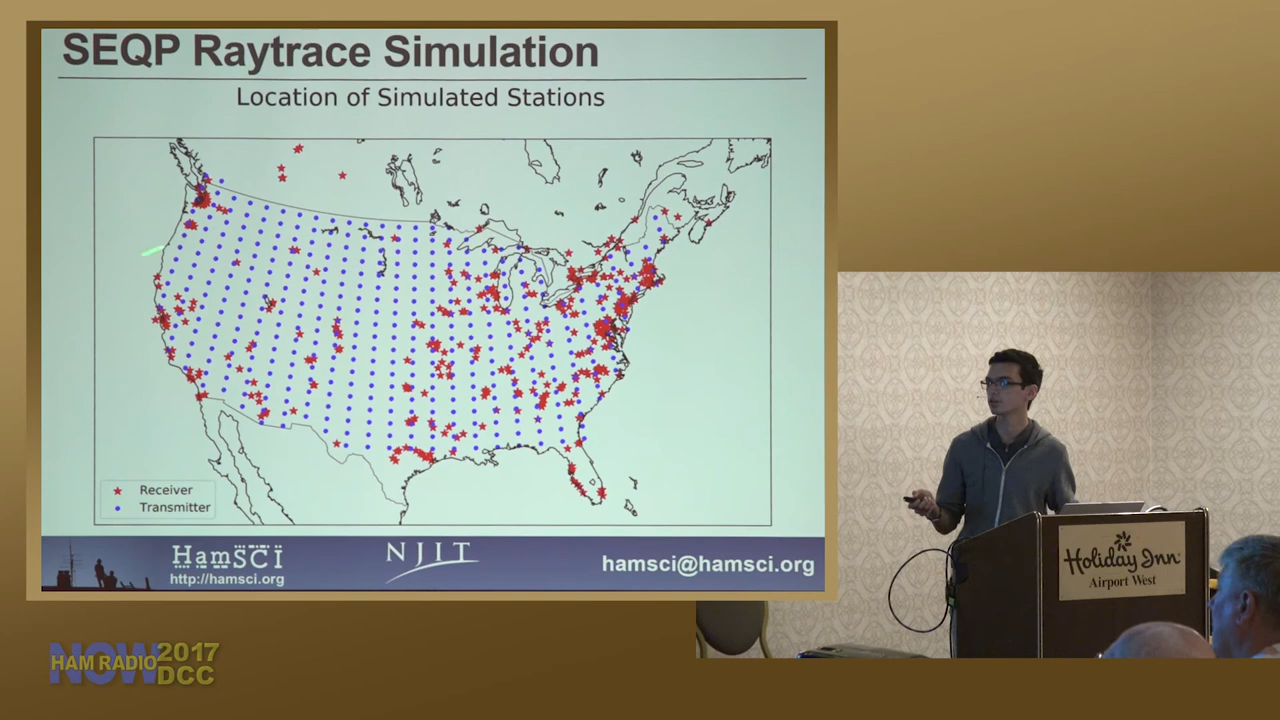 SEQP Raytrace Simulation
Location of Simulated Stations
Receiver
Transmitter
HamSCI
http://hamsci.org
NJIT
hamsci@hamsci.org
Holiday Inn
Airport West
NOW
HAM RADIO 2017
DCC